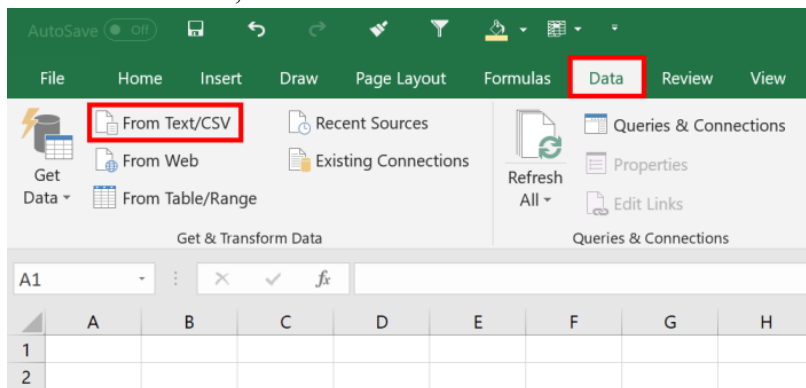 AutoSave Off
File Home Insert Draw Page Layout Formulas Data Review View
From Text/CSV Recent Sources Queries & Connections
From Web Existing Connections Properties
Get Data From Table/Range Refresh All Edit Links
Get & Transform Data Queries & Connections
A1 fx
A B C D E F G H
1
2